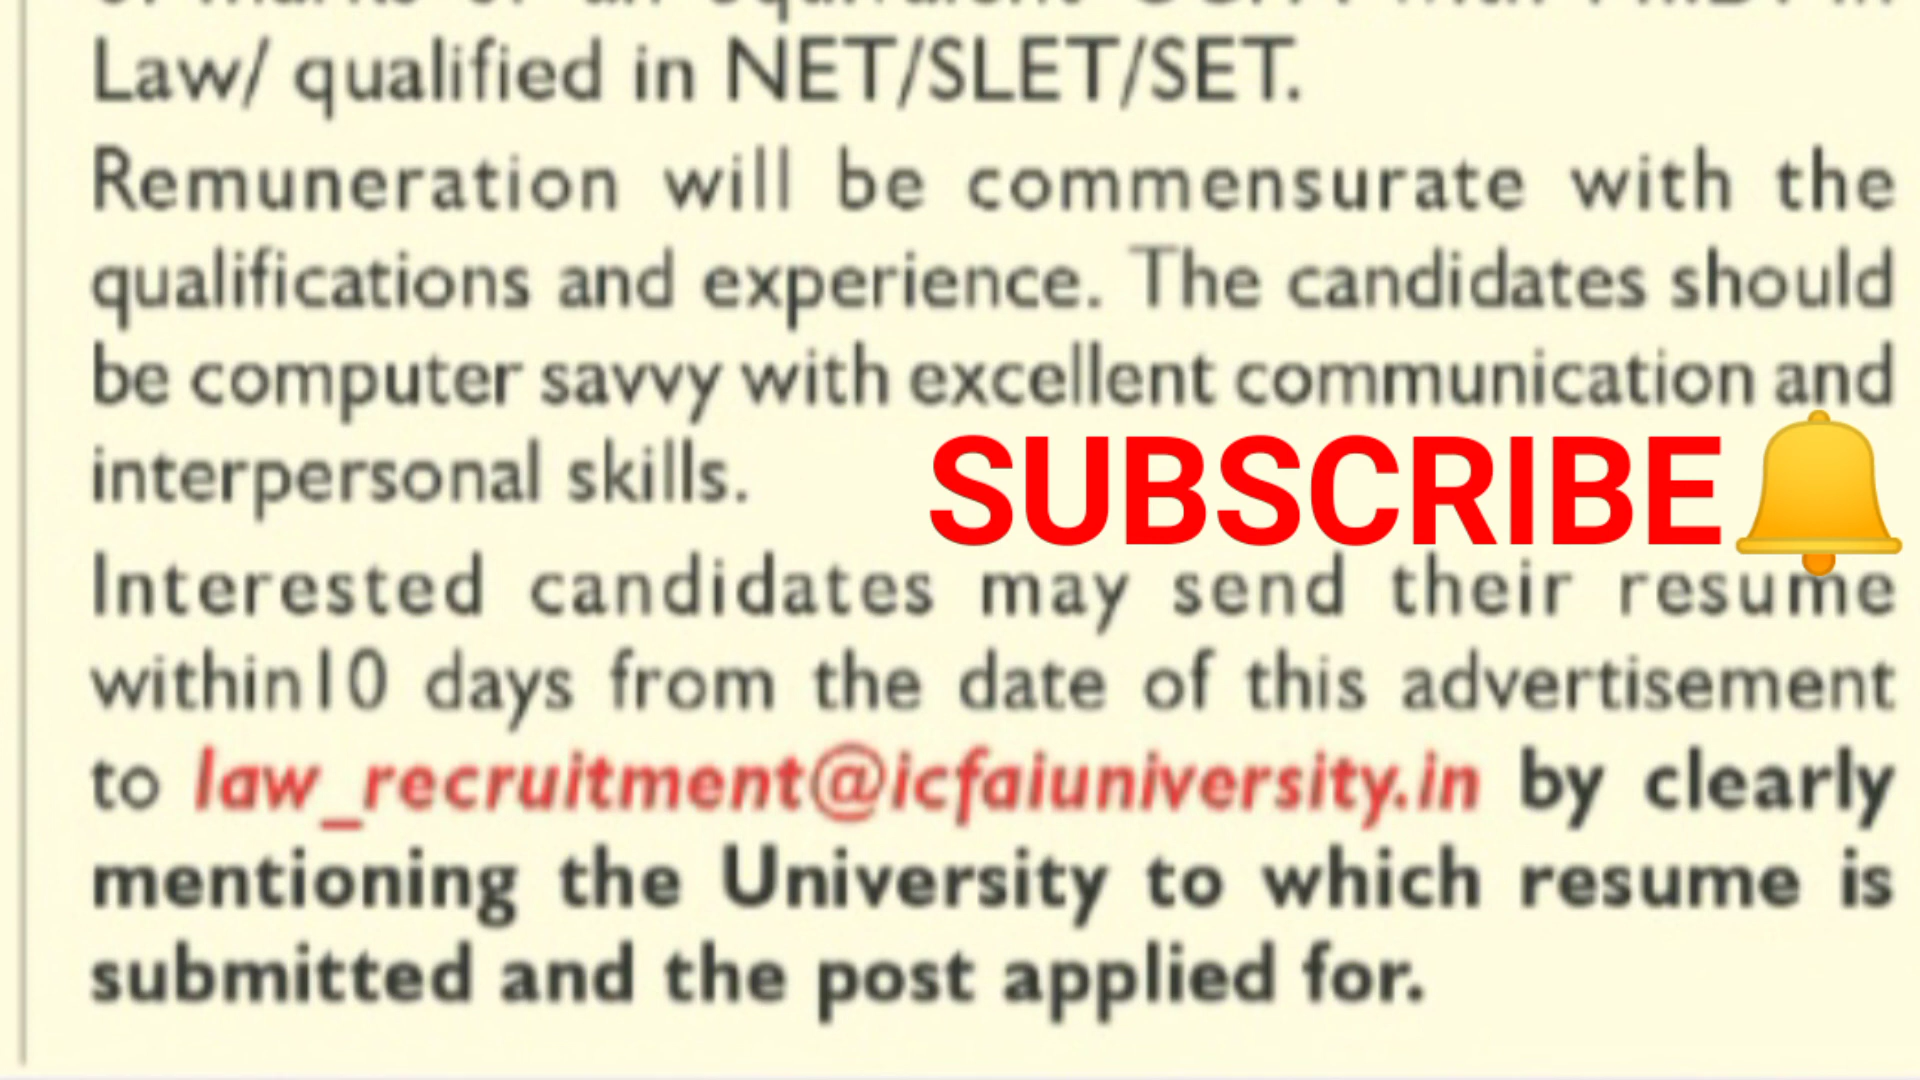 Law/ qualified in NET/SLET/SET.
Remuneration will be commensurate with the
qualifications and experience. The candidates should
be computer savvy with excellent communication and
interpersonal skills.
SUBSCRIBE
Interested candidates may send their resume
within10 days from the date of this advertisement
to law_recruitment@icfaiuniversity.in by clearly
mentioning the University to which resume is
submitted and the post applied for.